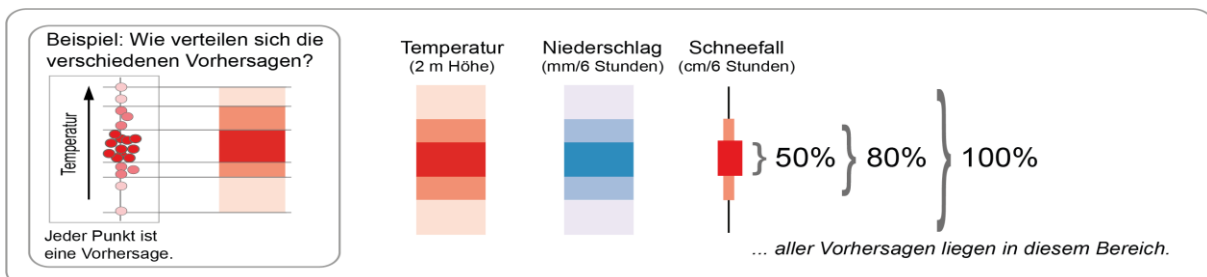 Beispiel: Wie verteilen sich die
verschiedenen Vorhersagen?
Temperatur
Jeder Punkt ist
eine Vorhersage.
Temperatur
(2 m Höhe)
Niederschlag
(mm/6 Stunden)
Schneefall
(cm/6 Stunden)
50%
80%
100%
... aller Vorhersagen liegen in diesem Bereich.